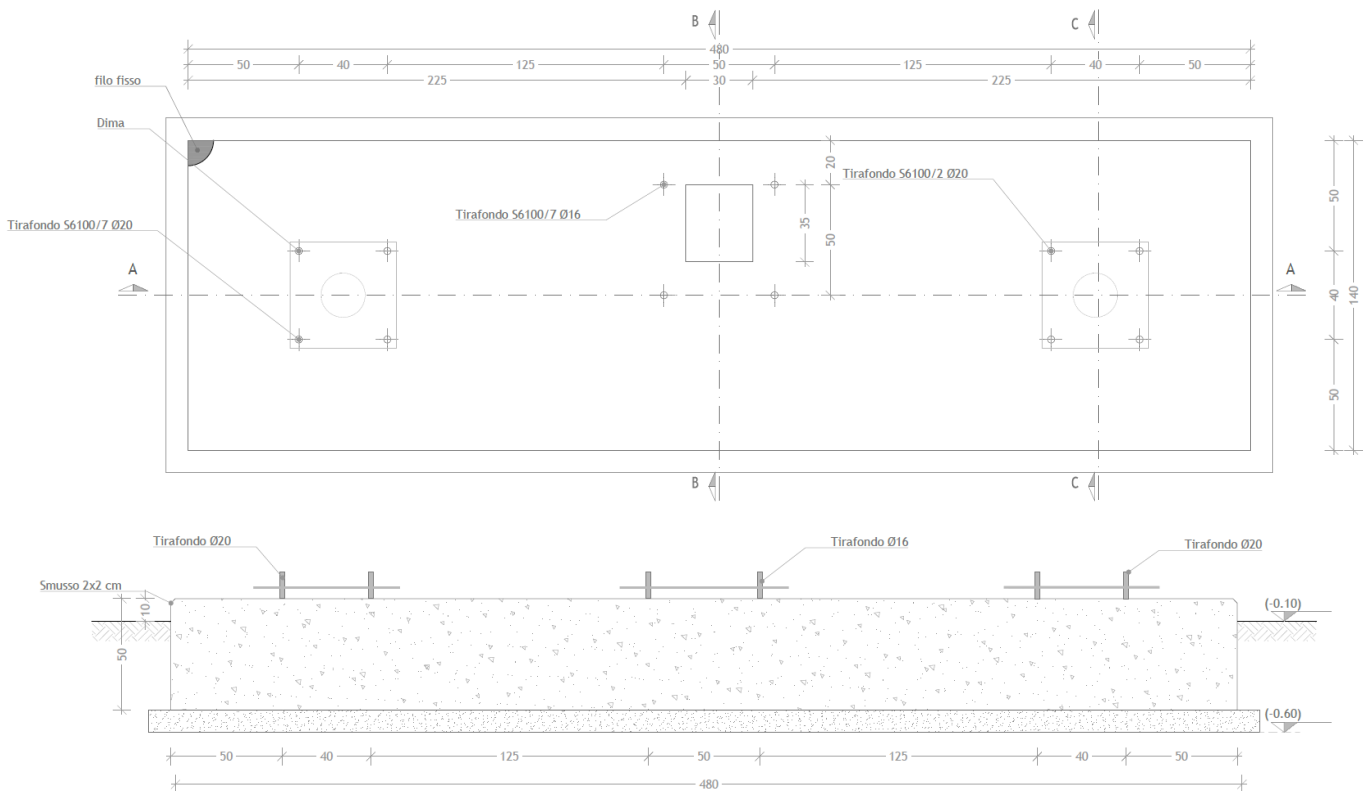 B
C
480
50
40
125
50
125
40
50
225
30
225
filo fisso
Dima
20
Tirafondo S6100/2 Ø20
50
Tirafondo S6100/7 Ø16
35
50
Tirafondo S6100/7 Ø20
A
A
40
140
50
B
C
Tirafondo Ø20
Tirafondo Ø16
Tirafondo Ø20
Smusso 2x2 cm
10
(-0.10)
50
(-0.60)
50
40
125
50
125
40
50
480